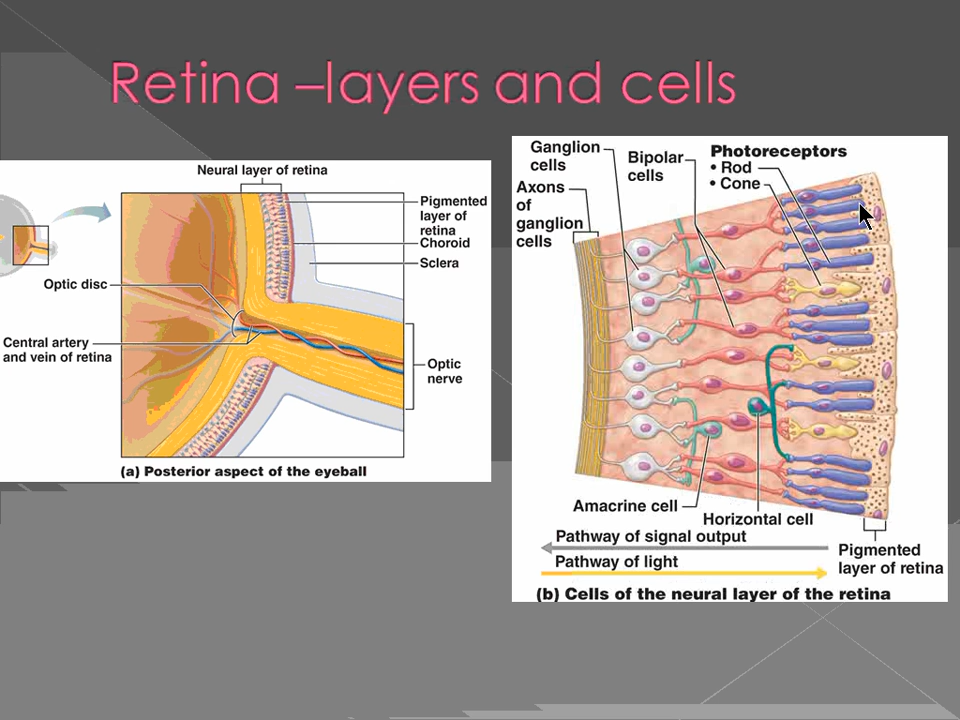 Retina –layers and cells
Neural layer of retina
Pigmented
layer of
retina
Choroid
Sclera
Optic disc
Central artery
and vein of retina
Optic
nerve
(a) Posterior aspect of the eyeball
Ganglion
cells
Bipolar
cells
Photoreceptors
• Rod
• Cone
Axons
of
ganglion
cells
Amacrine cell
Horizontal cell
Pathway of signal output
Pathway of light
Pigmented
layer of retina
(b) Cells of the neural layer of the retina